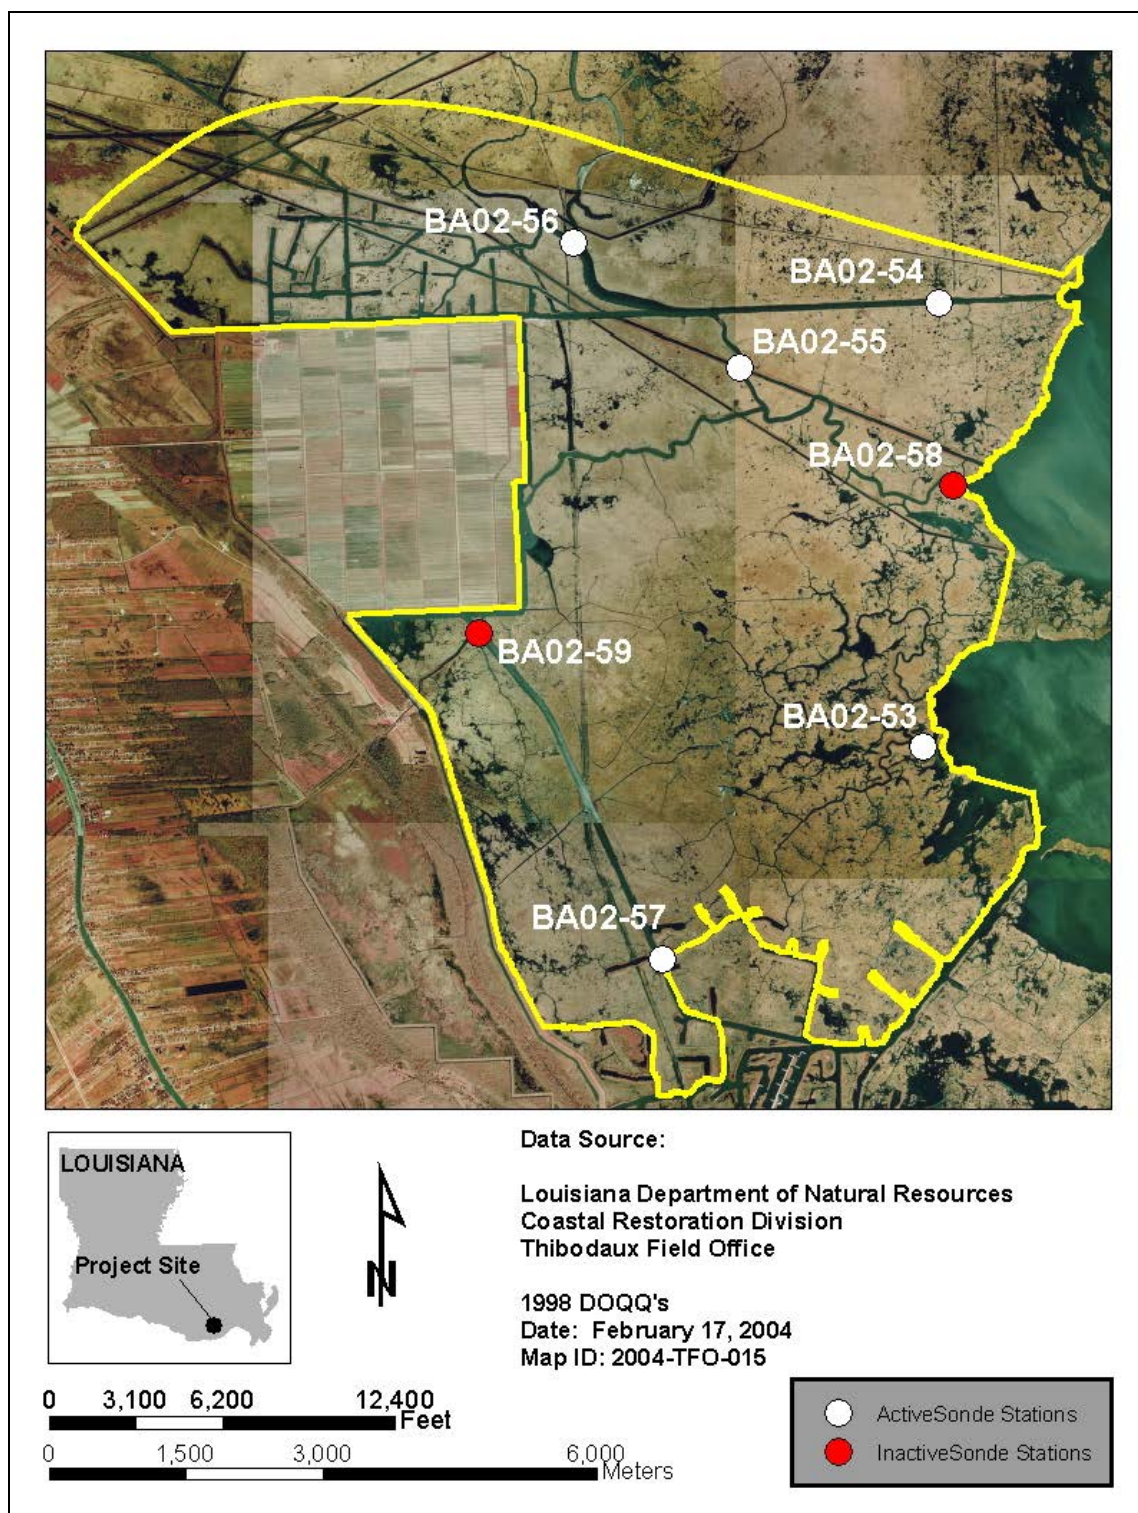 BA02-56
BA02-54
BA02-55
BA02-58
BA02-59
BA02-53
BA02-57
LOUISIANA
Project Site
N
Data Source:
Louisiana Department of Natural Resources
Coastal Restoration Division
Thibodaux Field Office
1998 DOQQ's
Date: February 17, 2004
Map ID: 2004-TFO-015
0 3,100 6,200 12,400
Feet
0 1,500 3,000 6,000
Meters
ActiveSonde Stations
InactiveSonde Stations